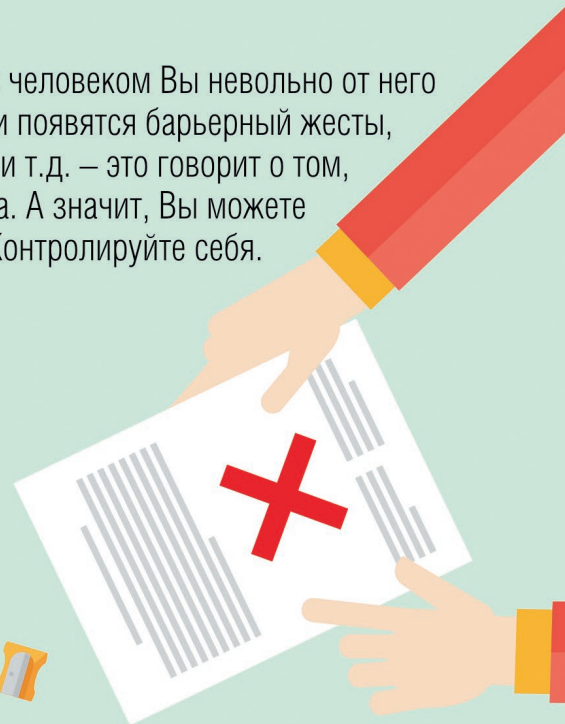 человеком Вы невольно от него
и появятся барьерный жесты,
и т.д. – это говорит о том,
а. А значит, Вы можете
Контролируйте себя.